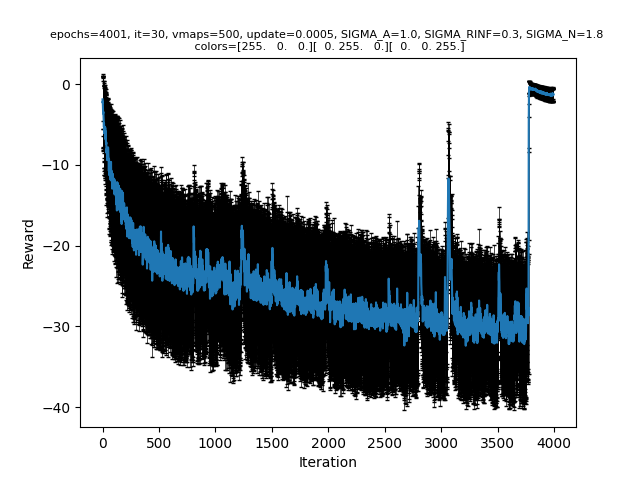 epochs=4001, it=30, vmaps=500, update=0.0005, SIGMA_A=1.0, SIGMA_RINF=0.3, SIGMA_N=1.8
colors=[255.   0.   0.][  0. 255.   0.][  0.   0. 255.]
0
−10
−20
−30
−40
Reward
0 500 1000 1500 2000 2500 3000 3500 4000
Iteration